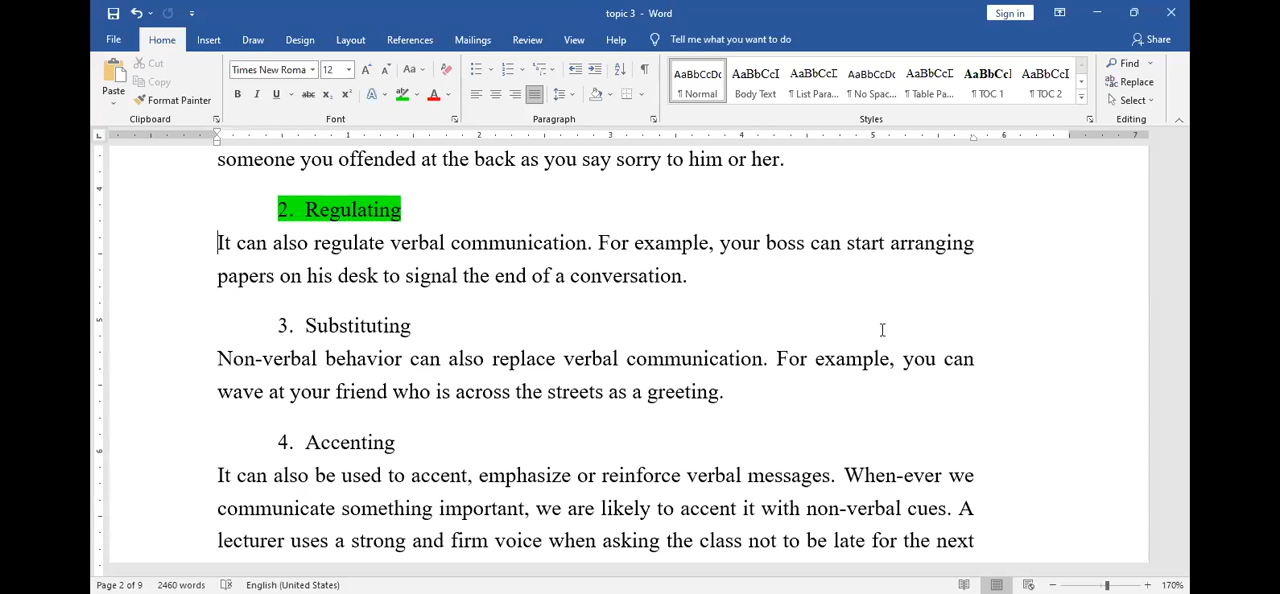 topic 3 - Word
Sign in
File Home Insert Draw Design Layout References Mailings Review View Help Tell me what you want to do Share
Paste
Cut
Copy
Format Painter
Clipboard
Times New Roma 12
Font
Paragraph
AaBbCcDc AaBbCcI AaBbCcI AaBbCcDc AaBbCcI AaBbCcI AaBbCcI
¶ Normal Body Text ¶ List Para... ¶ No Spac... ¶ Table Pa... ¶ TOC 1 ¶ TOC 2
Styles
Find
Replace
Select
Editing
1 2 3 4 5 6 7
someone you offended at the back as you say sorry to him or her.
2. Regulating
It can also regulate verbal communication. For example, your boss can start arranging
papers on his desk to signal the end of a conversation.
3. Substituting
Non-verbal behavior can also replace verbal communication. For example, you can
wave at your friend who is across the streets as a greeting.
4. Accenting
It can also be used to accent, emphasize or reinforce verbal messages. When-ever we
communicate something important, we are likely to accent it with non-verbal cues. A
lecturer uses a strong and firm voice when asking the class not to be late for the next
Page 2 of 9 2460 words English (United States) 170%